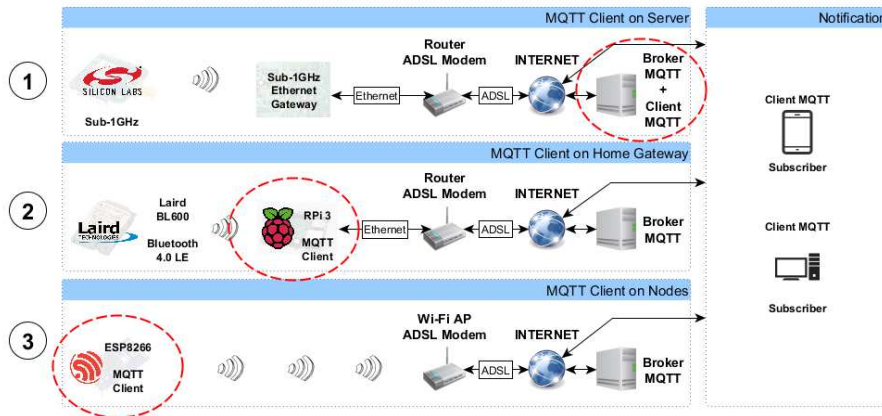 MQTT Client on Server
Notification
1
SILICON LABS
Sub-1GHz
Sub-1GHz
Ethernet
Gateway
Ethernet
Router
ADSL Modem
ADSL
INTERNET
Broker
MQTT
+
Client
MQTT
Client MQTT
Subscriber
MQTT Client on Home Gateway
2
Laird
TECHNOLOGIES
Laird
BL600
Bluetooth
4.0 LE
RPi 3
MQTT
Client
Ethernet
Router
ADSL Modem
ADSL
INTERNET
Broker
MQTT
Client MQTT
Subscriber
MQTT Client on Nodes
3
ESP8266
MQTT
Client
Wi-Fi AP
ADSL Modem
ADSL
INTERNET
Broker
MQTT